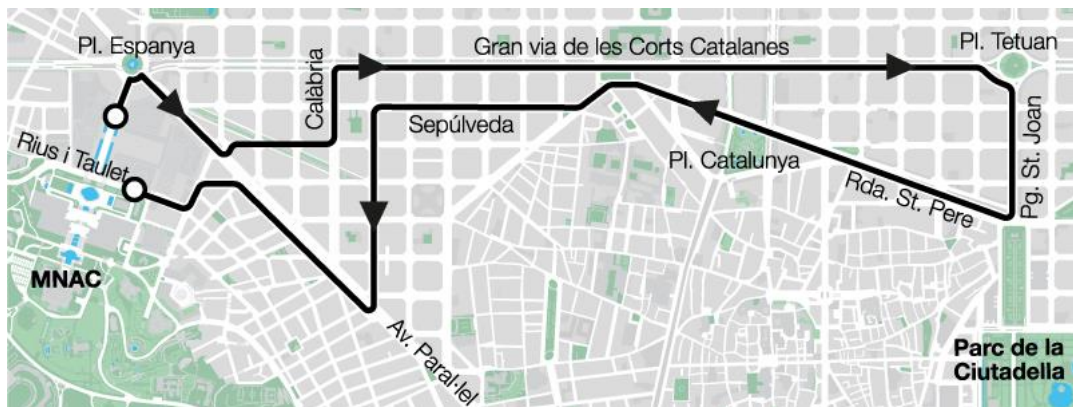 Pl. Espanya
Gran via de les Corts Catalanes
Pl. Tetuan
Calàbria
Sepúlveda
Rius i Taulet
Pl. Catalunya
Rda. St. Pere
Pg. St. Joan
MNAC
Av. Paral·lel
Parc de la
Ciutadella